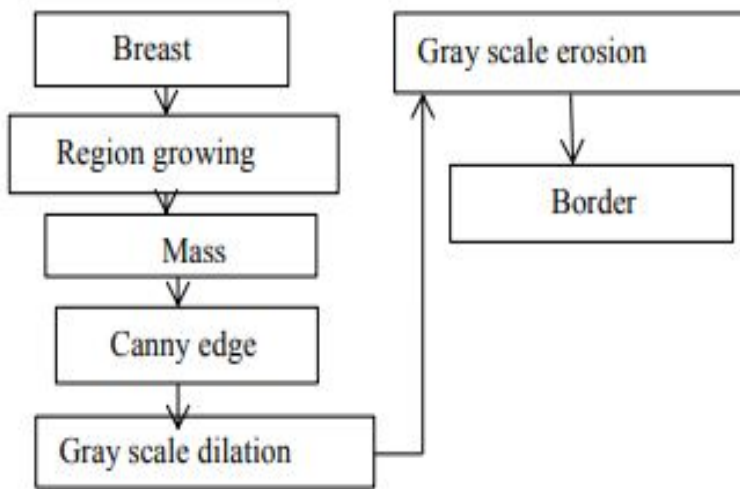 Breast
Region growing
Mass
Canny edge
Gray scale dilation
Gray scale erosion
Border